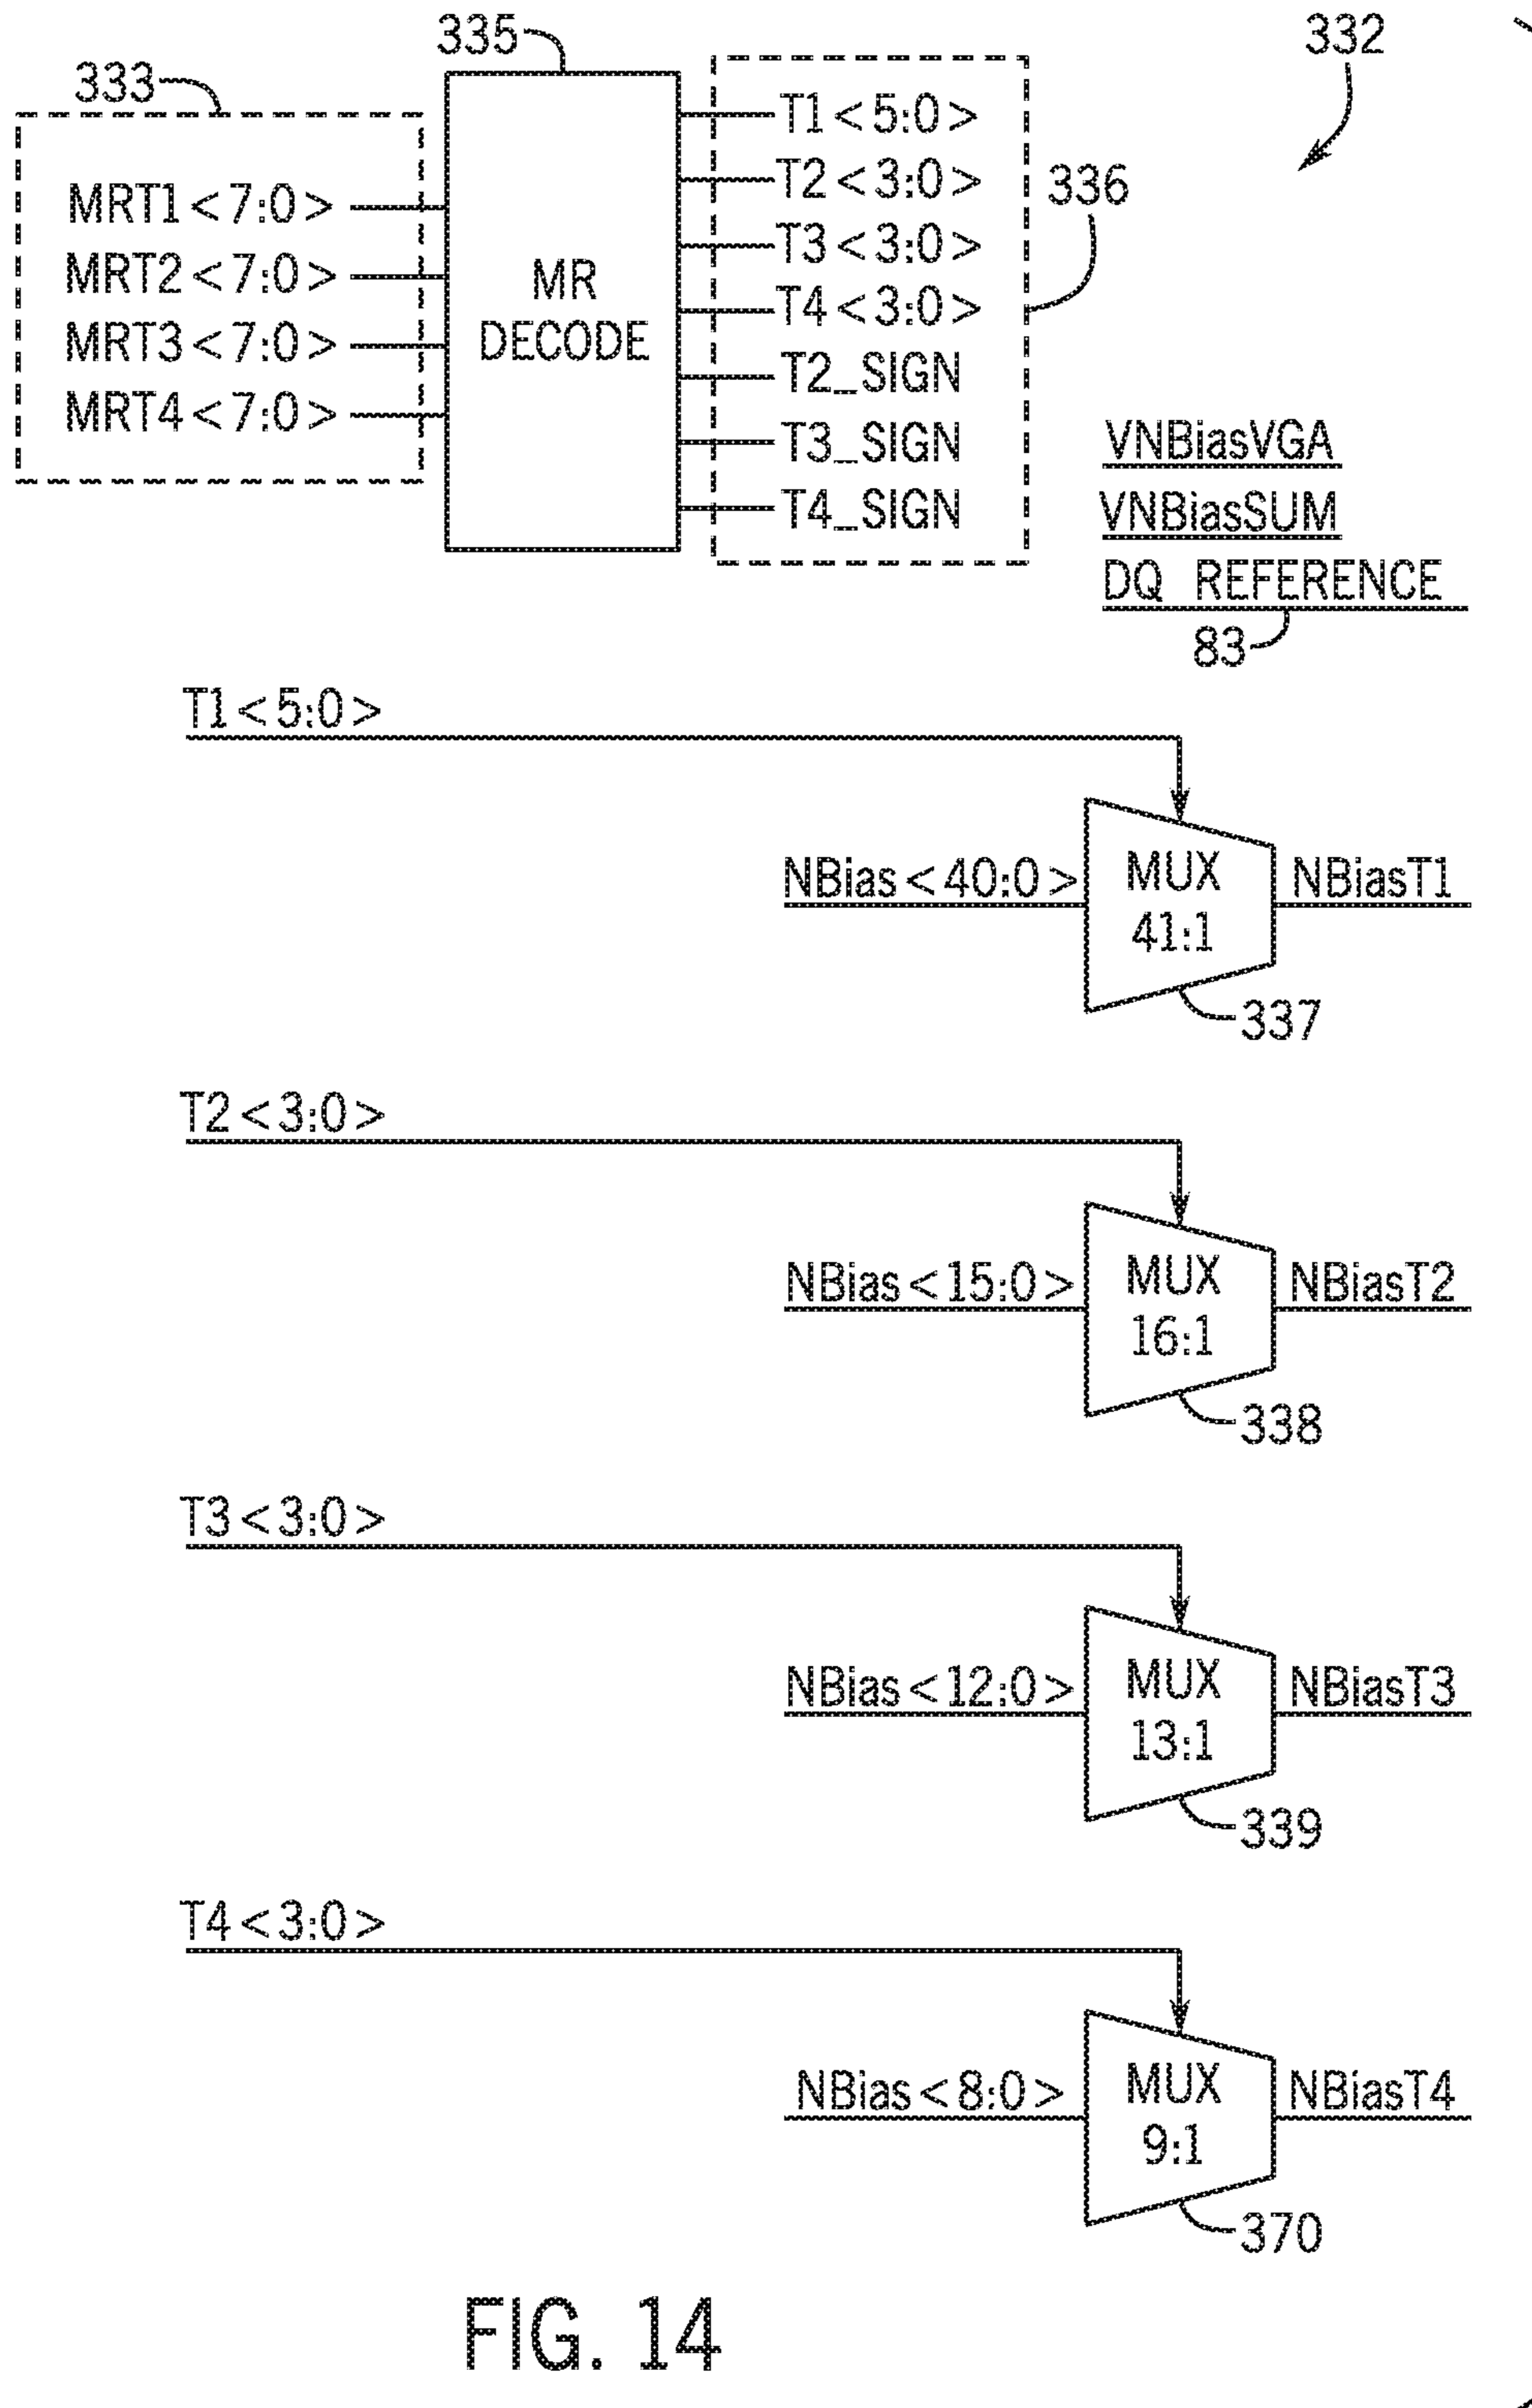 335
332
333
T1<5:0>
T2<3:0>
336
MRT1<7:0>
T3<3:0>
MRT2<7:0>
MR
DECODE
T4<3:0>
MRT3<7:0>
T2_SIGN
MRT4<7:0>
T3_SIGN
VNBiasVGA
T4_SIGN
VNBiasSUM
DQ REFERENCE
83
T1<5:0>
NBias<40:0>
MUX
41:1
NBiasT1
337
T2<3:0>
NBias<15:0>
MUX
16:1
NBiasT2
338
T3<3:0>
NBias<12:0>
MUX
13:1
NBiasT3
339
T4<3:0>
NBias<8:0>
MUX
9:1
NBiasT4
370
FIG. 14